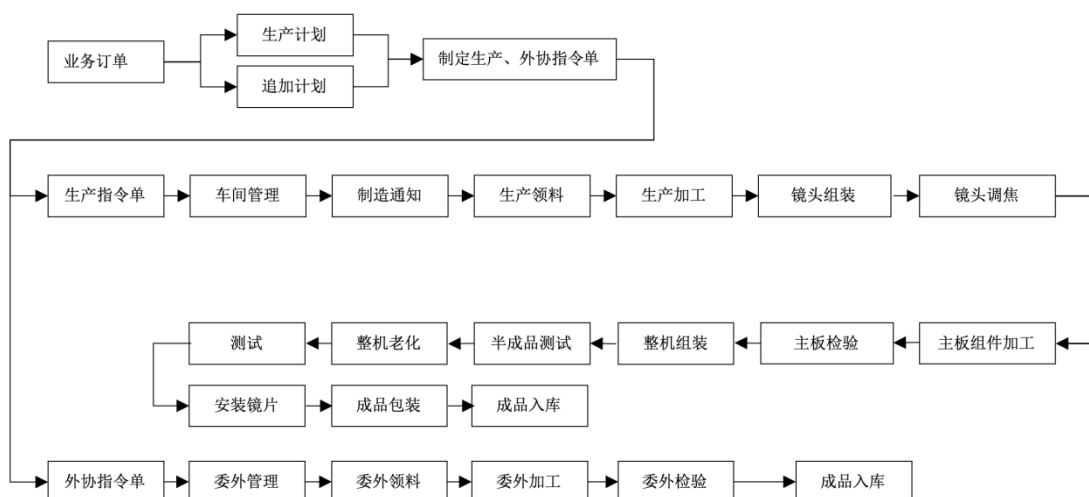 业务订单
生产计划
追加计划
制定生产、外协指令单
生产指令单
车间管理
制造通知
生产领料
生产加工
镜头组装
镜头调焦
测试
整机老化
半成品测试
整机组装
主板检验
主板组件加工
安装镜片
成品包装
成品入库
外协指令单
委外管理
委外领料
委外加工
委外检验
成品入库